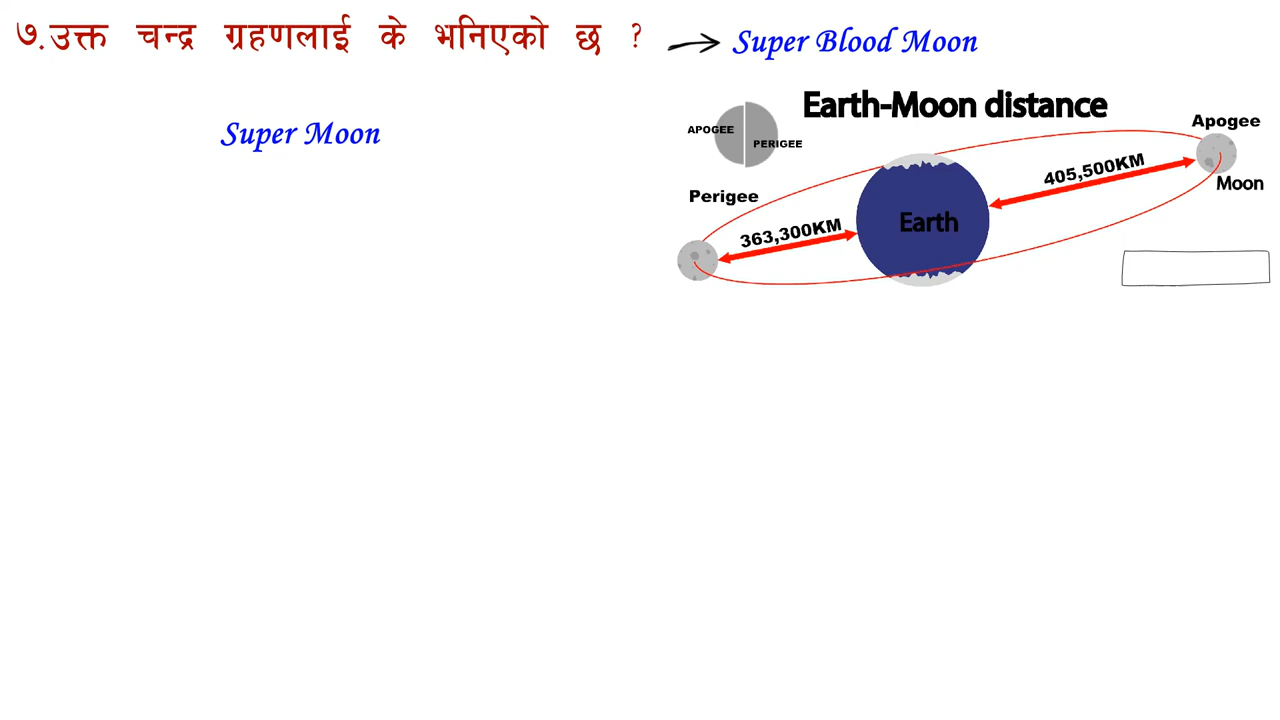 ७.उक्त चन्द्र ग्रहणलाई के भनिएको छ ?
Super Blood Moon
Super Moon
Earth-Moon distance
APOGEE
PERIGEE
Apogee
405,500KM
Moon
Perigee
363,300KM
Earth